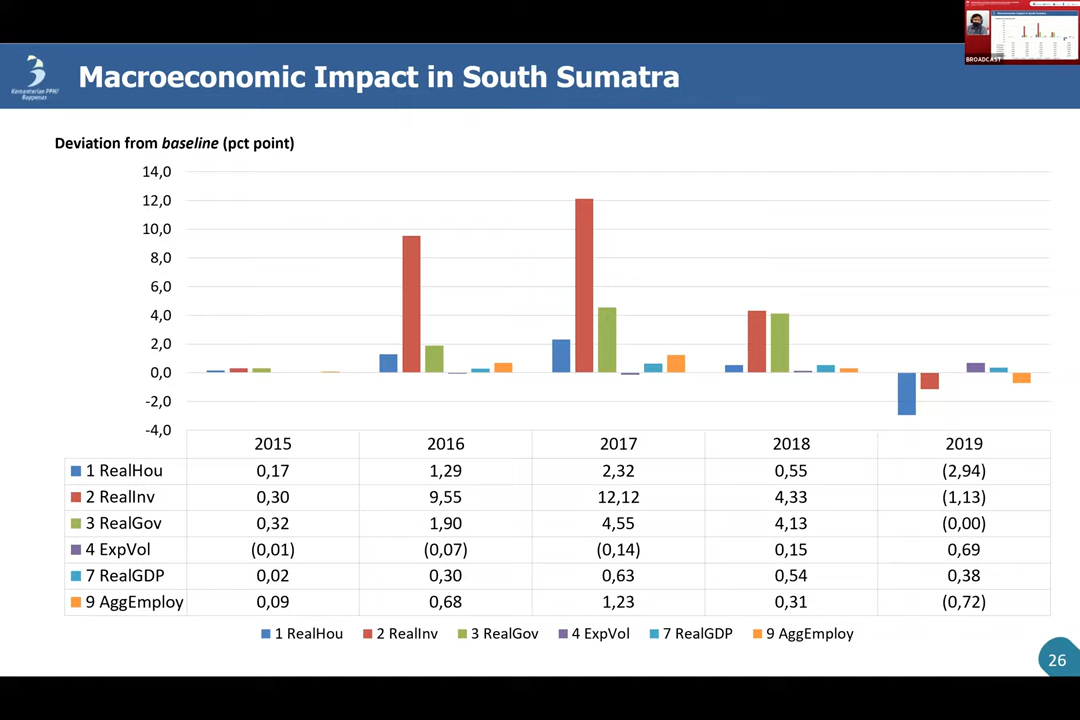 BROADCAST
Kementerian PPN/
Bappenas
Macroeconomic Impact in South Sumatra
Deviation from baseline (pct point)
14,0
12,0
10,0
8,0
6,0
4,0
2,0
0,0
-2,0
-4,0
2015 2016 2017 2018 2019
1 RealHou 0,17 1,29 2,32 0,55 (2,94)
2 RealInv 0,30 9,55 12,12 4,33 (1,13)
3 RealGov 0,32 1,90 4,55 4,13 (0,00)
4 ExpVol (0,01) (0,07) (0,14) 0,15 0,69
7 RealGDP 0,02 0,30 0,63 0,54 0,38
9 AggEmploy 0,09 0,68 1,23 0,31 (0,72)
1 RealHou 2 RealInv 3 RealGov 4 ExpVol 7 RealGDP 9 AggEmploy
26